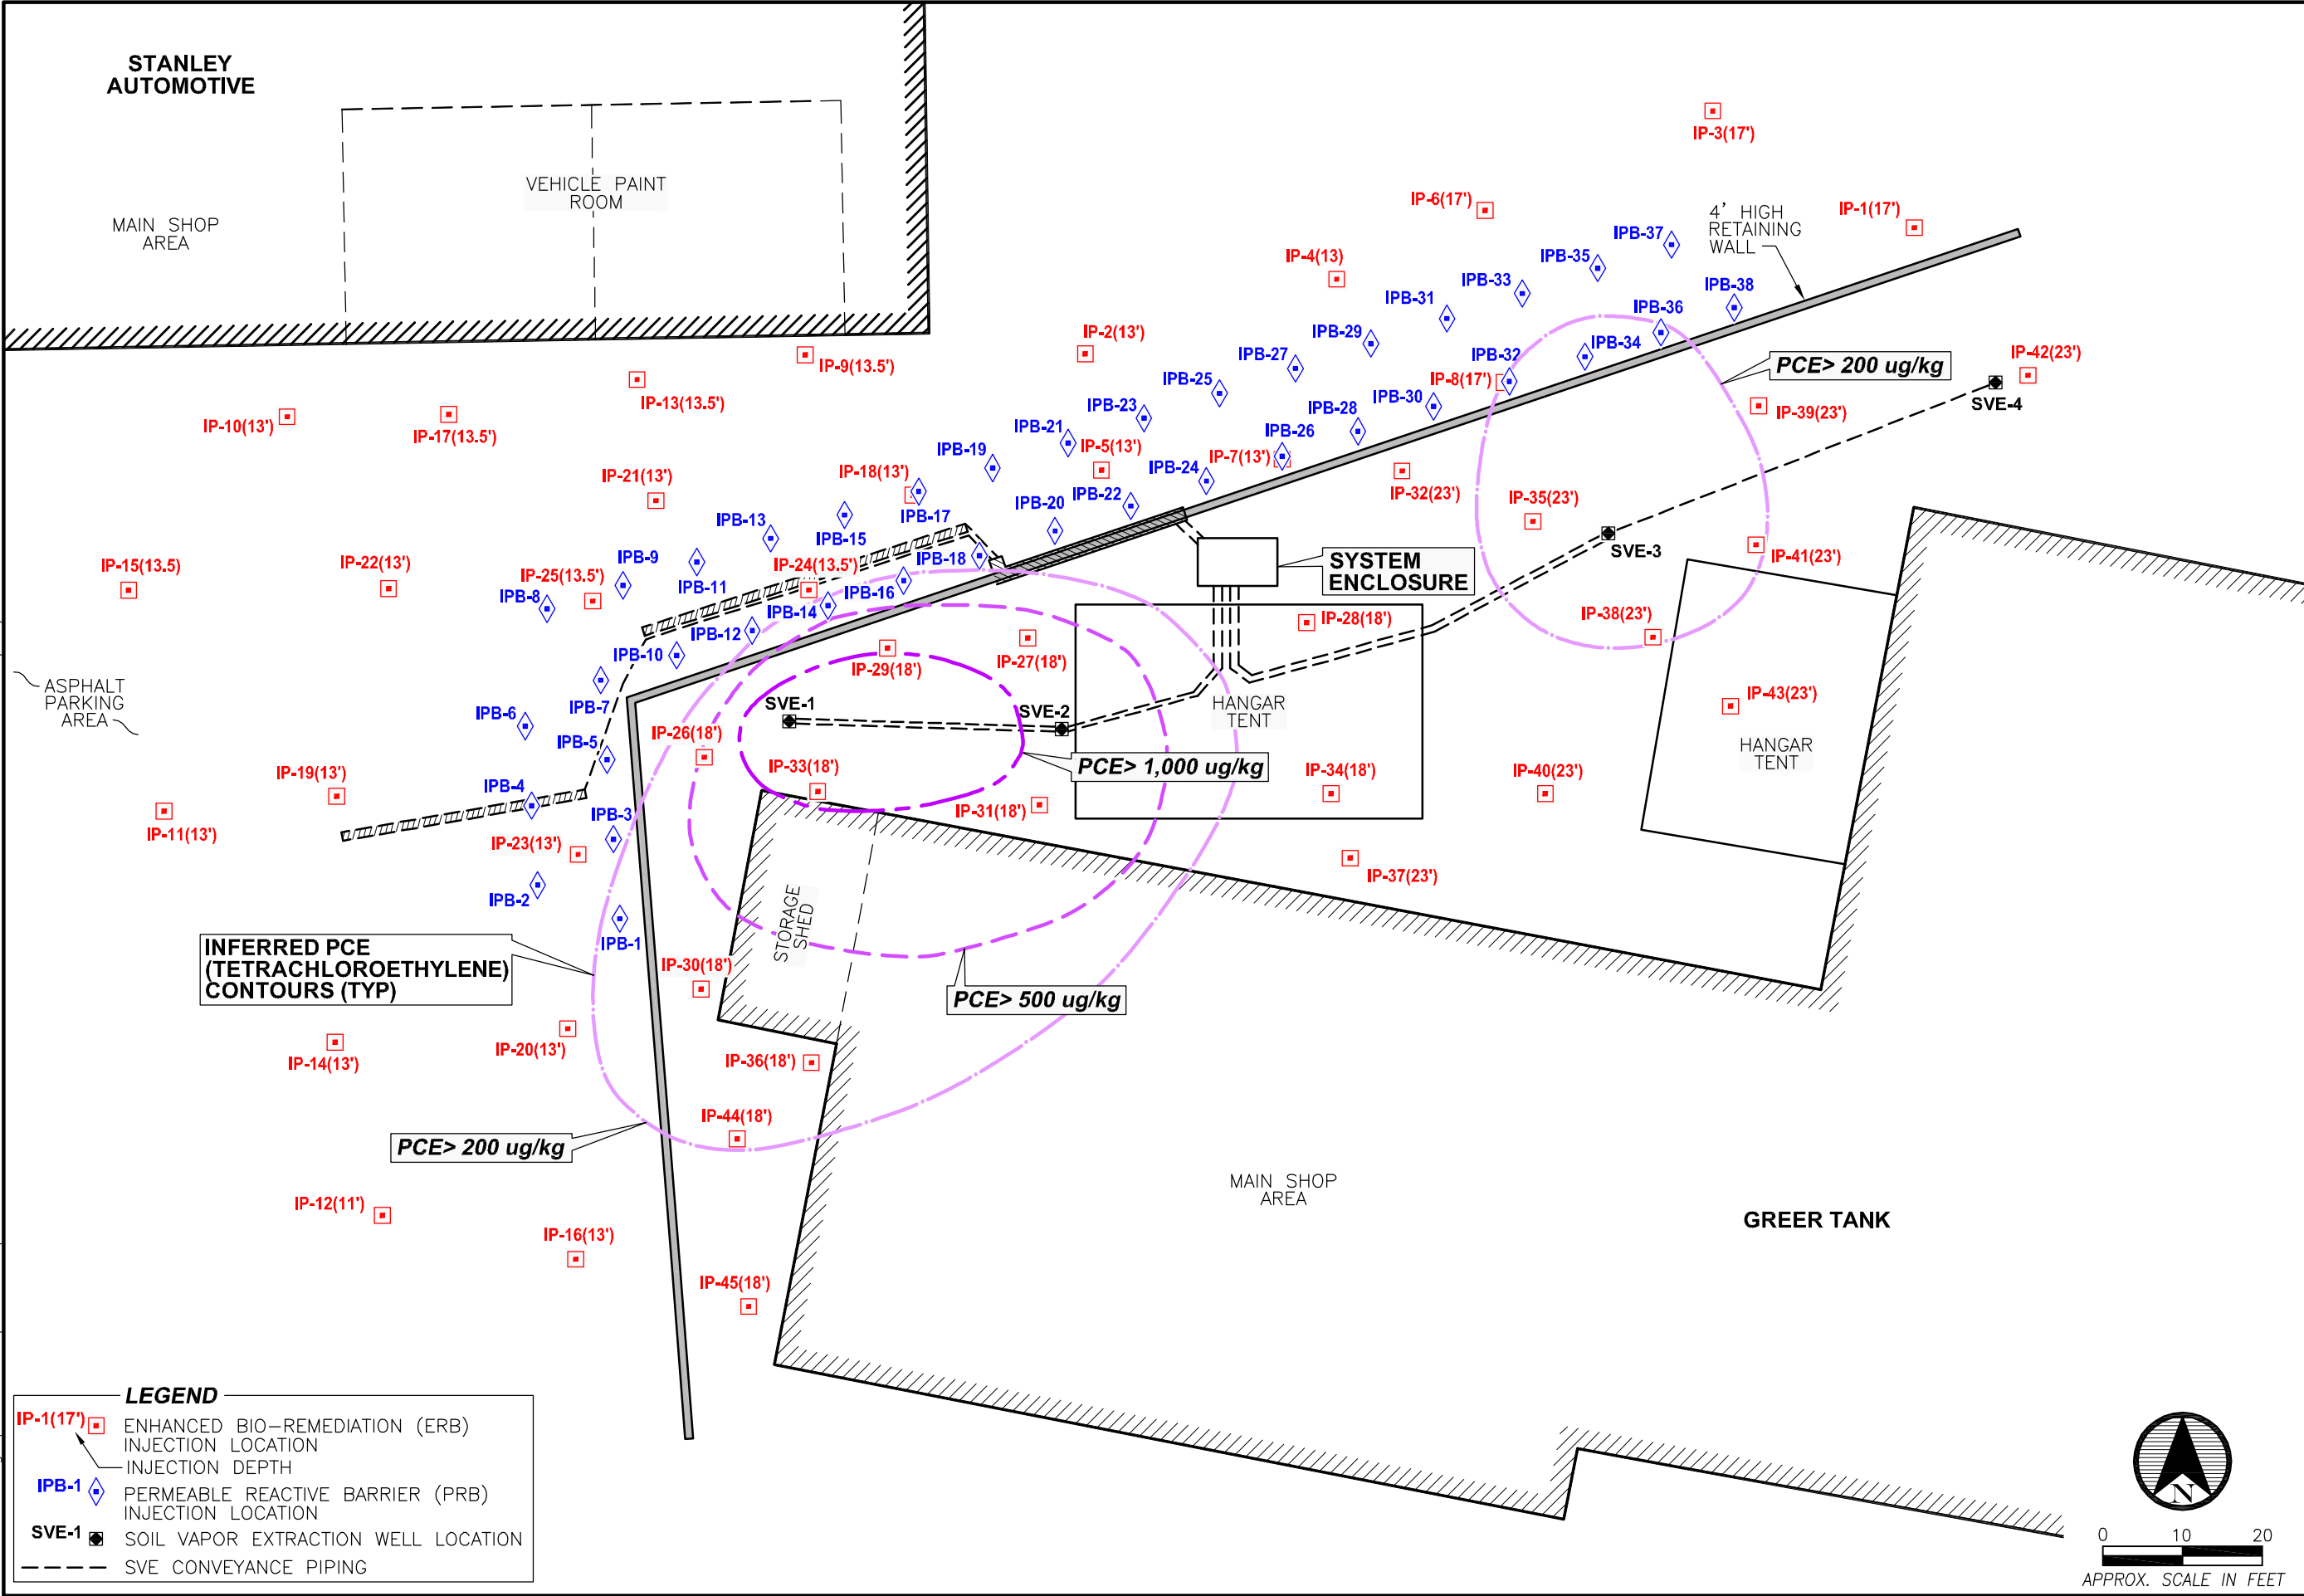 STANLEY
AUTOMOTIVE
VEHICLE PAINT
ROOM
MAIN SHOP
AREA
IP-3(17')
IP-6(17')
4' HIGH
RETAINING
WALL
IP-1(17')
IPB-37
IPB-35
IP-4(13)
IPB-33
IPB-38
IPB-31
IPB-36
IP-2(13')
IPB-29
IPB-34
IPB-27
IPB-32
PCE> 200 ug/kg
IP-42(23')
IP-9(13.5')
IP-8(17')
SVE-4
IP-13(13.5')
IPB-25
IPB-30
IP-39(23')
IP-10(13')
IP-17(13.5')
IPB-23
IPB-28
IPB-21
IPB-26
IP-5(13')
IP-7(13')
IPB-19
IPB-24
IP-21(13')
IP-18(13')
IP-32(23')
IP-35(23')
IPB-22
IPB-17
IPB-20
IPB-13
IPB-15
SVE-3
IP-41(23')
IPB-9
IPB-18
SYSTEM
ENCLOSURE
IP-15(13.5)
IP-22(13')
IP-25(13.5')
IP-24(13.5')
IPB-11
IPB-16
IPB-8
IPB-14
IP-38(23')
IPB-12
IP-28(18')
IPB-10
IP-29(18')
IP-27(18')
ASPHALT
PARKING
AREA
IPB-7
IPB-6
SVE-1
SVE-2
HANGAR
TENT
IP-43(23')
IP-26(18')
IPB-5
HANGAR
TENT
PCE> 1,000 ug/kg
IP-19(13')
IP-33(18')
IP-34(18')
IP-40(23')
IPB-4
IP-31(18')
IP-11(13')
IPB-3
IP-23(13')
IP-37(23')
IPB-2
STORAGE
SHED
IPB-1
INFERRED PCE
(TETRACHLOROETHYLENE)
CONTOURS (TYP)
IP-30(18')
PCE> 500 ug/kg
IP-20(13')
IP-14(13')
IP-36(18')
IP-44(18')
PCE> 200 ug/kg
MAIN SHOP
AREA
IP-12(11')
GREER TANK
IP-16(13')
IP-45(18')
LEGEND
IP-1(17')
ENHANCED BIO-REMEDIATION (ERB)
INJECTION LOCATION
INJECTION DEPTH
IPB-1
PERMEABLE REACTIVE BARRIER (PRB)
INJECTION LOCATION
SVE-1
SOIL VAPOR EXTRACTION WELL LOCATION
SVE CONVEYANCE PIPING
N
0 10 20
APPROX. SCALE IN FEET